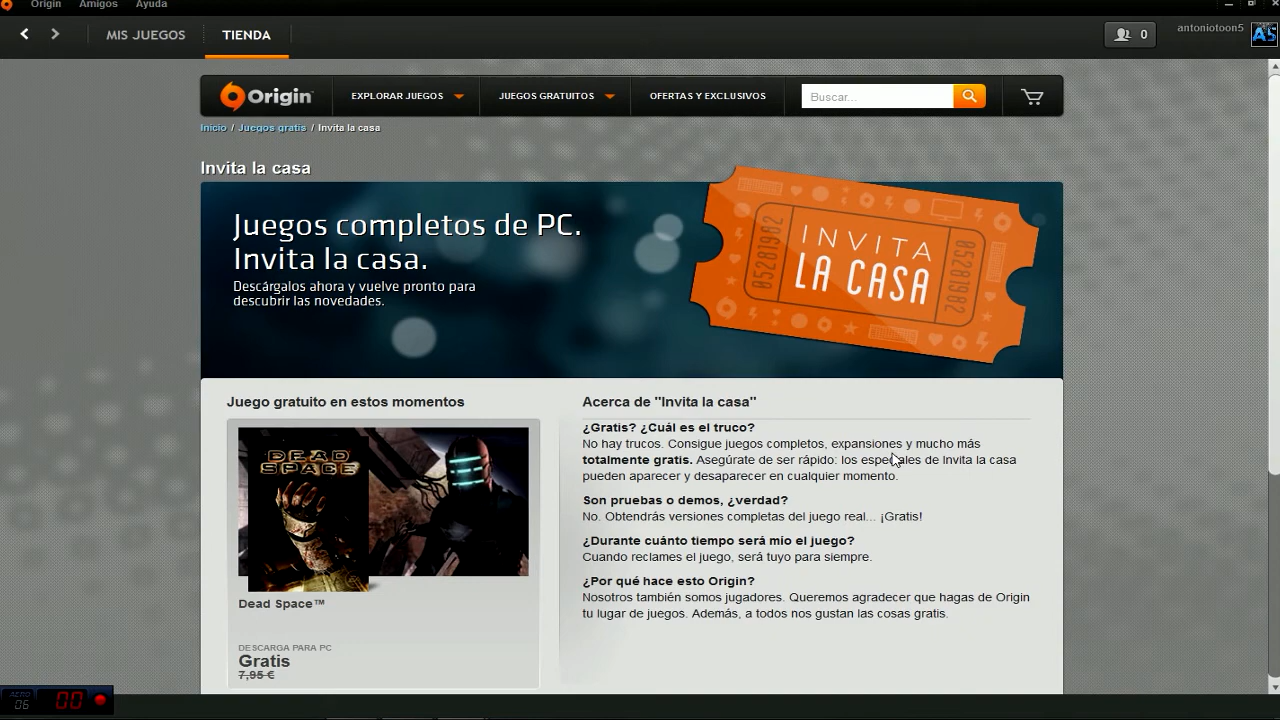 Origin Amigos Ayuda
MIS JUEGOS TIENDA
0
antoniotoon5
AS
Origin
EXPLORAR JUEGOS
JUEGOS GRATUITOS
OFERTAS Y EXCLUSIVOS
Buscar...
Inicio / Juegos gratis / Invita la casa
Invita la casa
Juegos completos de PC.
Invita la casa.
Descárgalos ahora y vuelve pronto para
descubrir las novedades.
05281982
INVITA
LA CASA
05281982
Juego gratuito en estos momentos
DEAD
SPACE
Dead Space™
DESCARGA PARA PC
Gratis
7,95 €
Acerca de "Invita la casa"
¿Gratis? ¿Cuál es el truco?
No hay trucos. Consigue juegos completos, expansiones y mucho más
totalmente gratis. Asegúrate de ser rápido: los especiales de Invita la casa
pueden aparecer y desaparecer en cualquier momento.
Son pruebas o demos, ¿verdad?
No. Obtendrás versiones completas del juego real... ¡Gratis!
¿Durante cuánto tiempo será mio el juego?
Cuando reclames el juego, será tuyo para siempre.
¿Por qué hace esto Origin?
Nosotros también somos jugadores. Queremos agradecer que hagas de Origin
tu lugar de juegos. Además, a todos nos gustan las cosas gratis.
AERO
06
00